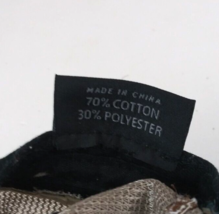 MADE IN CHINA
70% COTTON
30% POLYESTER